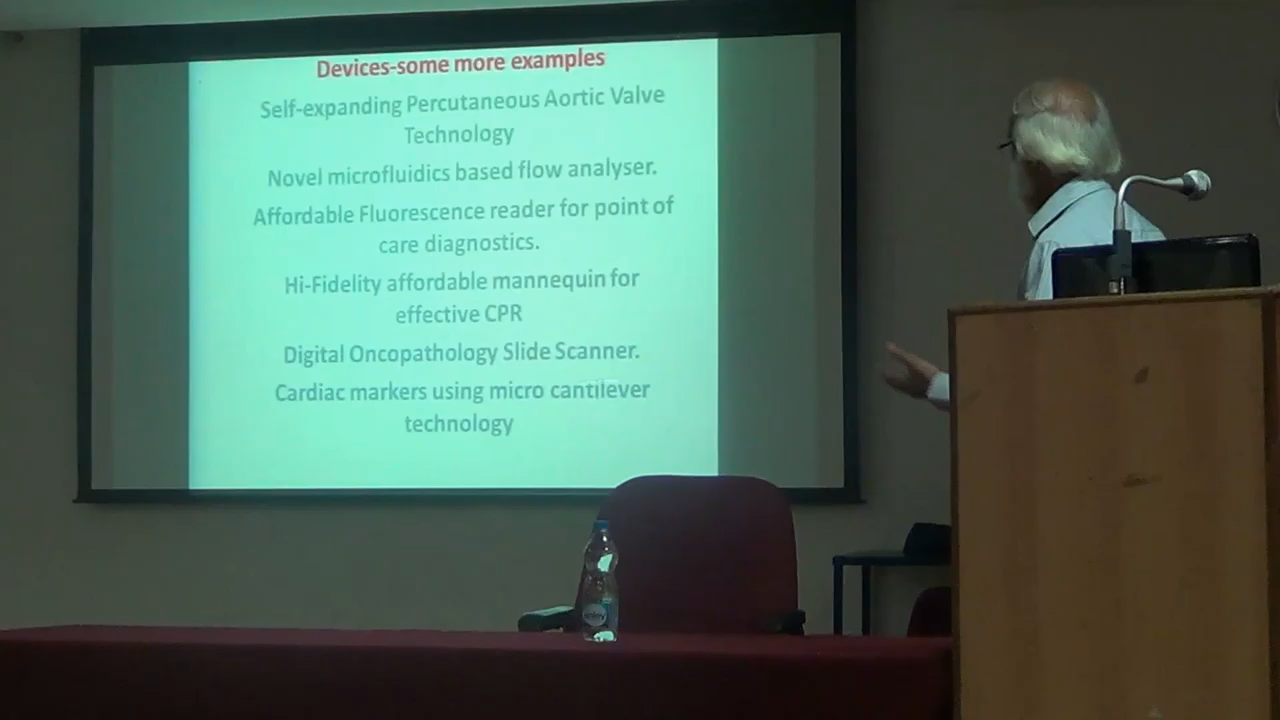 Devices-some more examples
Self-expanding Percutaneous Aortic Valve
Technology
Novel microfluidics based flow analyser.
Affordable Fluorescence reader for point of
care diagnostics.
Hi-Fidelity affordable mannequin for
effective CPR
Digital Oncopathology Slide Scanner.
Cardiac markers using micro cantilever
technology